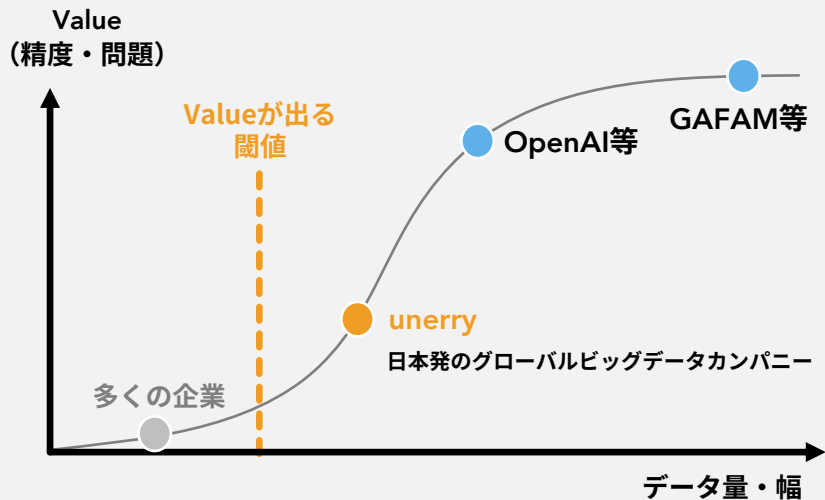 Value
（精度・問題）
Valueが出る
閾値
GAFAM等
OpenAI等
unerry
日本発のグローバルビッグデータカンパニー
多くの企業
データ量・幅